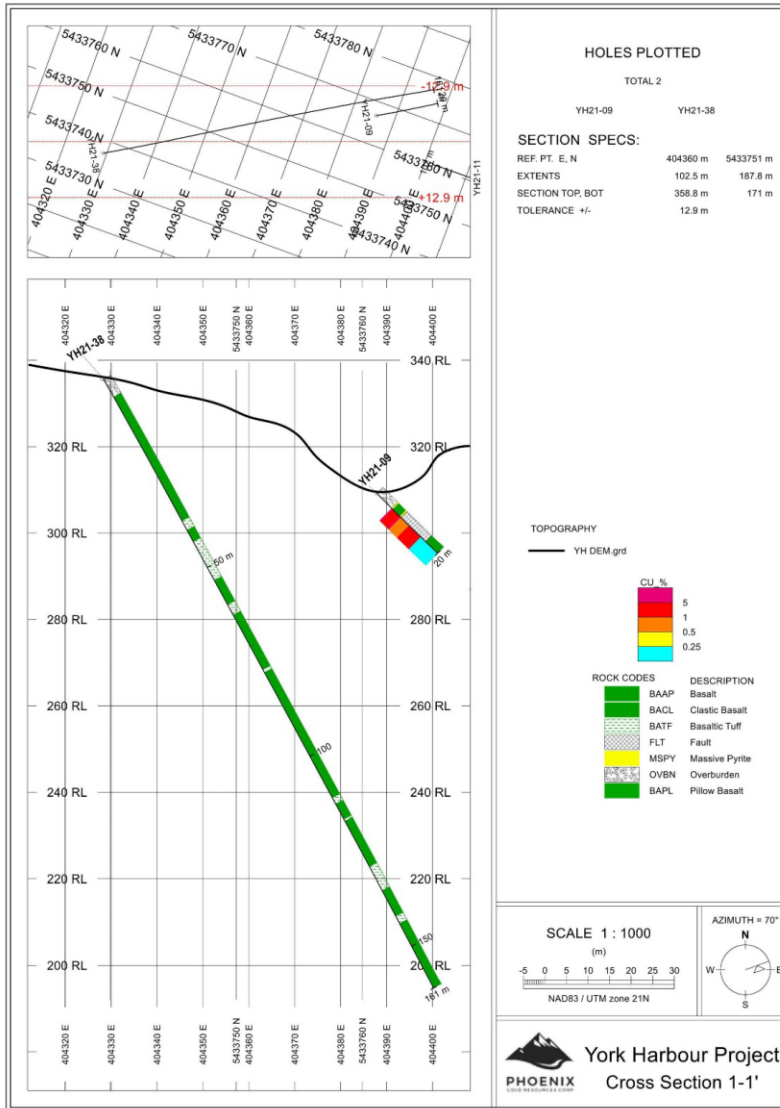 5433760 N
5433770 N
5433780 N
5433750 N
-12.9 m
YH21-09
5433740 N
YH21-38
5433760 N
5433730 N
YH21-11
+12.9 m
5433750 N
404320 E
404330 E
404340 E
404350 E
404360 E
404370 E
404380 E
404390 E
404400 E
5433740 N
404320 E
404330 E
404340 E
404350 E
5433750 N
404360 E
404370 E
404380 E
5433760 N
404390 E
404400 E
YH21-38
340 RL
320 RL
320 RL
YH21-09
300 RL
20 m
50 m
280 RL
280 RL
260 RL
260 RL
100
240 RL
240 RL
220 RL
220 RL
150
200 RL
161 m
404320 E
404330 E
404340 E
404350 E
5433750 N
404360 E
404370 E
404380 E
5433760 N
404390 E
404400 E
HOLES PLOTTED
TOTAL 2
YH21-09 YH21-38
SECTION SPECS:
REF. PT. E, N 404360 m 5433751 m
EXTENTS 102.5 m 187.8 m
SECTION TOP, BOT 358.8 m 171 m
TOLERANCE +/- 12.9 m
TOPOGRAPHY
YH DEM.grd
CU_%
5
1
0.5
0.25
ROCK CODES DESCRIPTION
BAAP Basalt
BACL Clastic Basalt
BATF Basaltic Tuff
FLT Fault
MSPY Massive Pyrite
OVBN Overburden
BAPL Pillow Basalt
SCALE 1 : 1000
(m)
-5 0 5 10 15 20 25 30
NAD83 / UTM zone 21N
AZIMUTH = 70°
N
W E
S
PHOENIX
GOLD RESOURCES CORP
York Harbour Project
Cross Section 1-1'